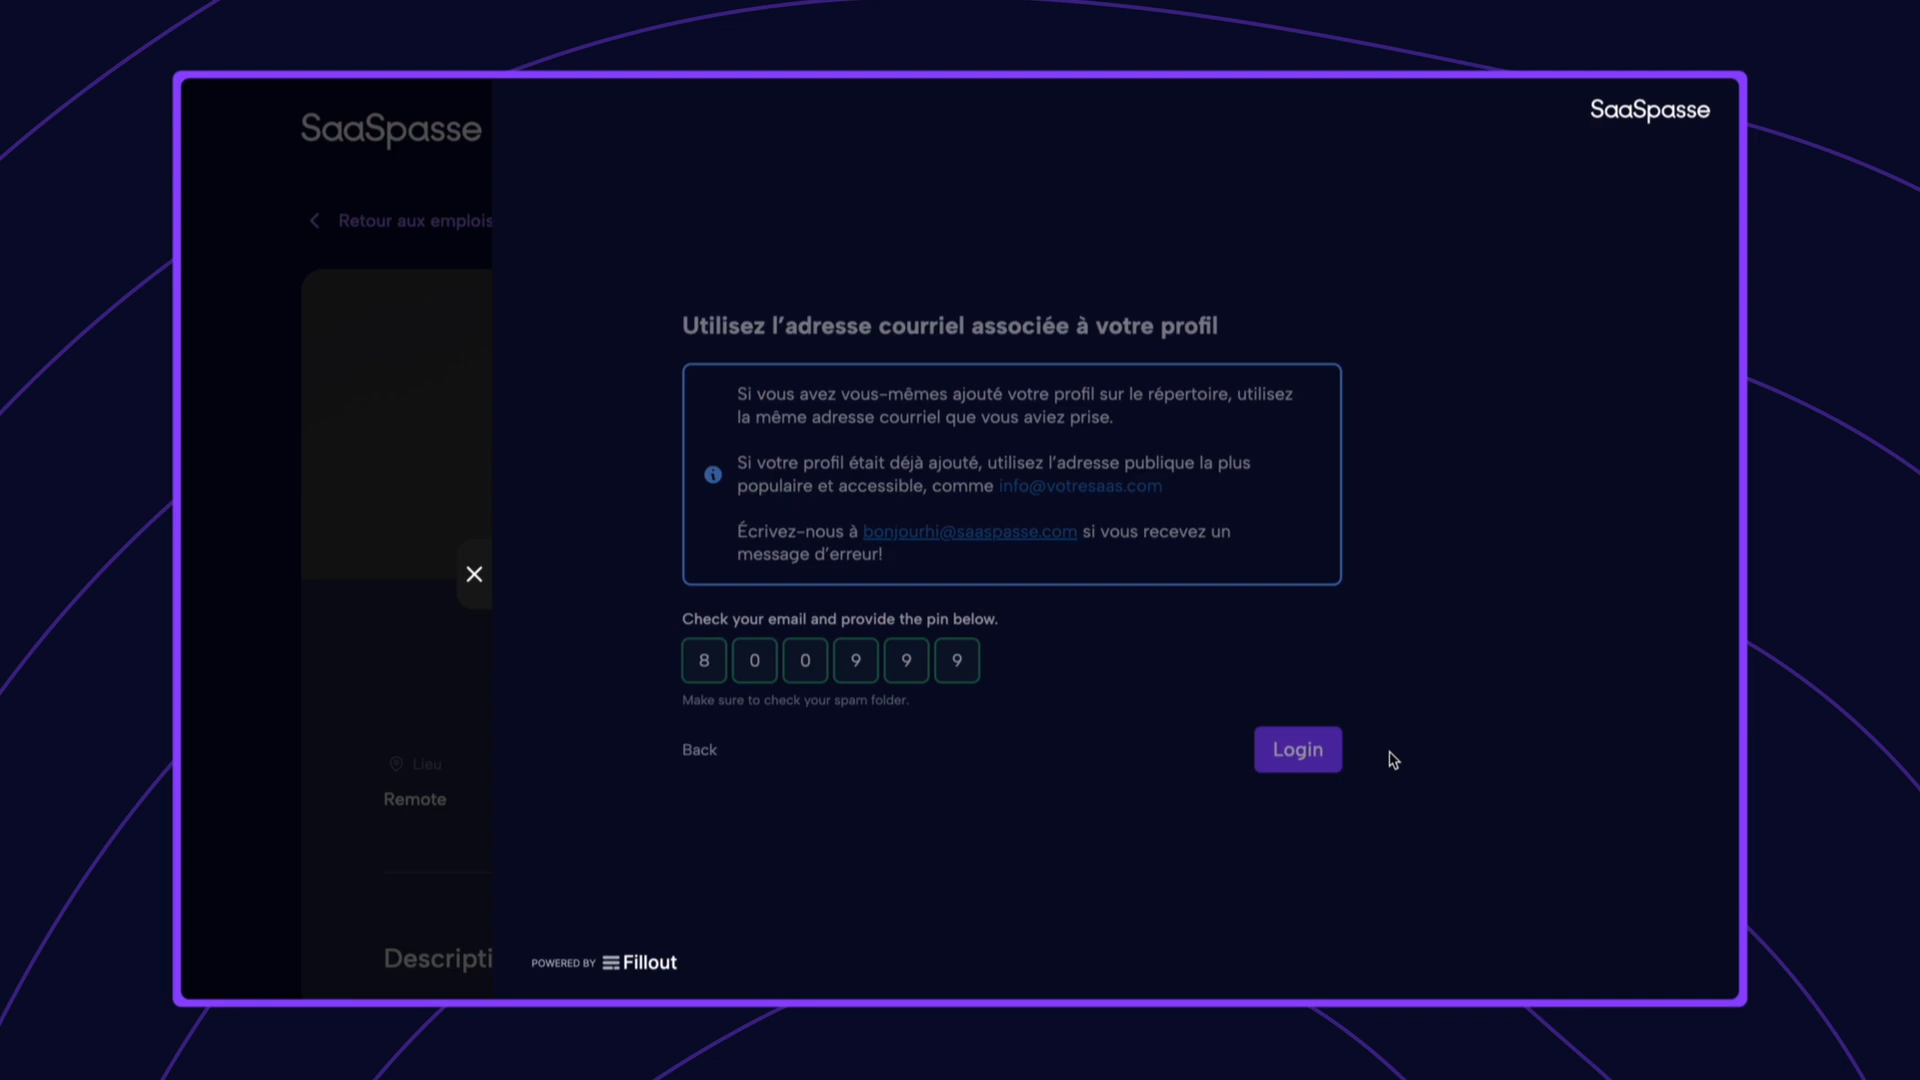 SaaSpasse
SaaSpasse
Retour aux emplois
Utilisez l’adresse courriel associée à votre profil
Si vous avez vous-mêmes ajouté votre profil sur le répertoire, utilisez
la même adresse courriel que vous aviez prise.
Si votre profil était déjà ajouté, utilisez l’adresse publique la plus
populaire et accessible, comme info@votresaas.com
Écrivez-nous à bonjourhi@saaspasse.com si vous recevez un
message d’erreur!
Check your email and provide the pin below.
8 0 0 9 9 9
Make sure to check your spam folder.
Back
Login
Lieu
Remote
Descripti
POWERED BY Fillout